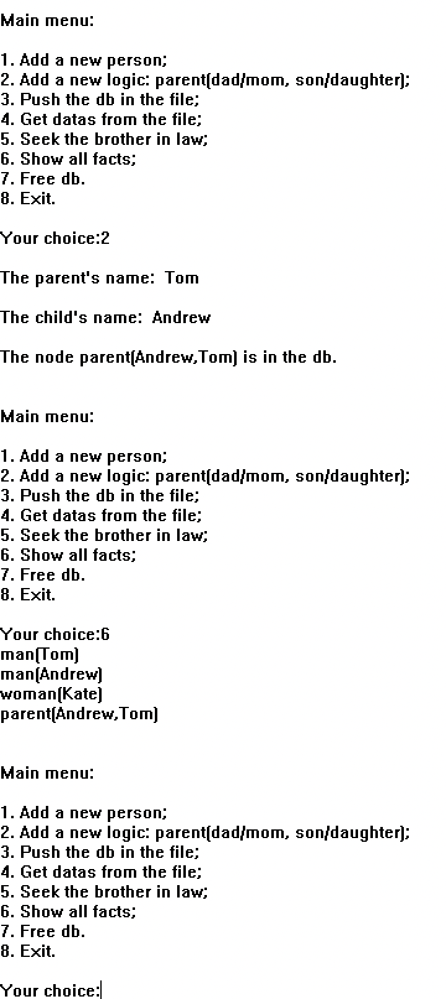 Main menu:
1. Add a new person;
2. Add a new logic: parent(dad/mom, son/daughter);
3. Push the db in the file;
4. Get datas from the file;
5. Seek the brother in law;
6. Show all facts;
7. Free db.
8. Exit.
Your choice:2
The parent's name:  Tom
The child's name:  Andrew
The node parent(Andrew,Tom) is in the db.
Main menu:
1. Add a new person;
2. Add a new logic: parent(dad/mom, son/daughter);
3. Push the db in the file;
4. Get datas from the file;
5. Seek the brother in law;
6. Show all facts;
7. Free db.
8. Exit.
Your choice:6
man(Tom)
man(Andrew)
woman(Kate)
parent(Andrew,Tom)
Main menu:
1. Add a new person;
2. Add a new logic: parent(dad/mom, son/daughter);
3. Push the db in the file;
4. Get datas from the file;
5. Seek the brother in law;
6. Show all facts;
7. Free db.
8. Exit.
Your choice: